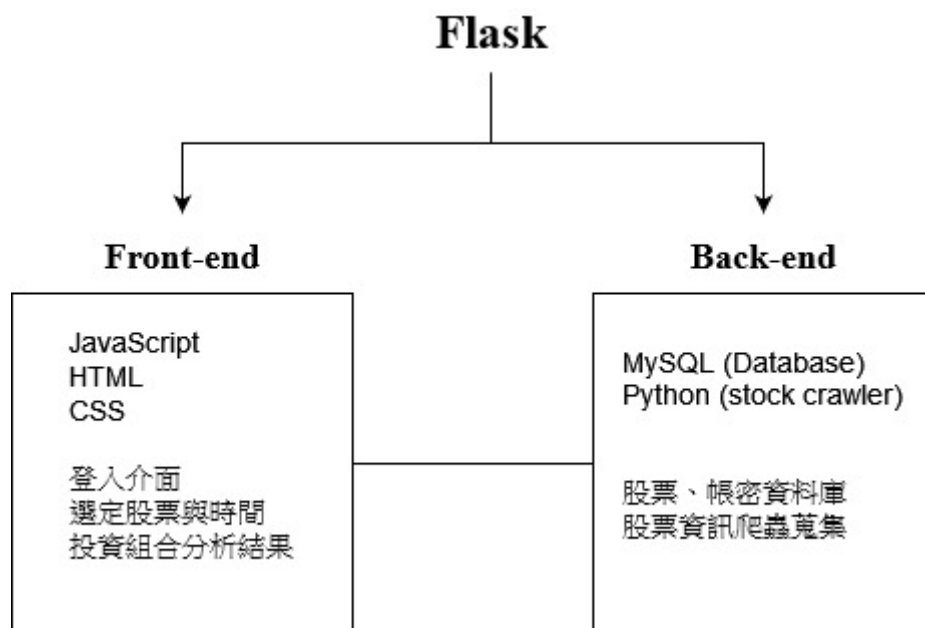 Flask
Front-end
JavaScript
HTML
CSS
登入介面
選定股票與時間
投資組合分析結果
Back-end
MySQL (Database)
Python (stock crawler)
股票、帳密資料庫
股票資訊爬蟲蒐集